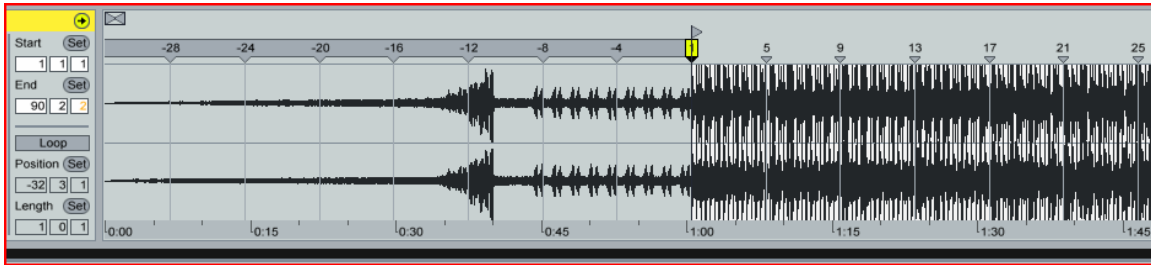 Start Set
1 1 1
End Set
90 2 2
Loop
Position Set
-32 3 1
Length Set
1 0 1
-28 -24 -20 -16 -12 -8 -4 1 5 9 13 17 21 25
0:00 0:15 0:30 0:45 1:00 1:15 1:30 1:45